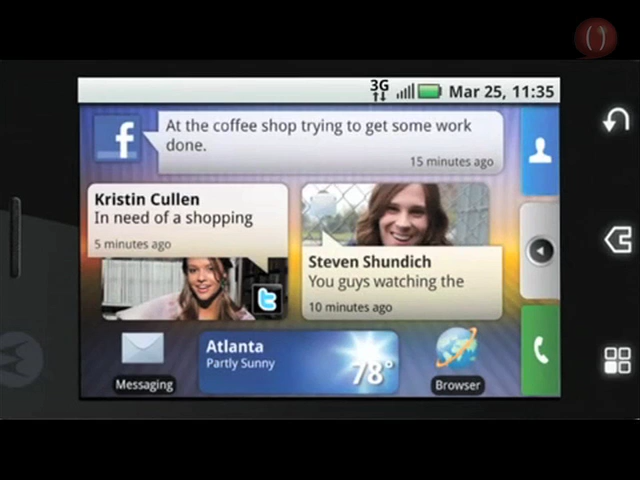 3G Mar 25, 11:35
f At the coffee shop trying to get some work
done.
15 minutes ago
Kristin Cullen
In need of a shopping
5 minutes ago
Steven Shundich
You guys watching the
10 minutes ago
Atlanta
Partly Sunny
78°
Messaging
Browser